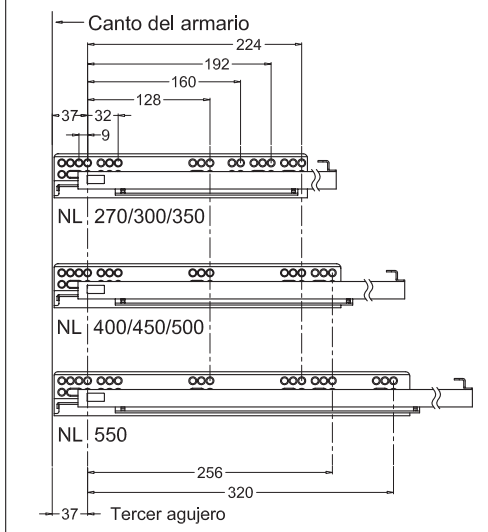 Canto del armario
224
192
160
128
37 32
9
NL 270/300/350
NL 400/450/500
NL 550
256
320
37 Tercer agujero